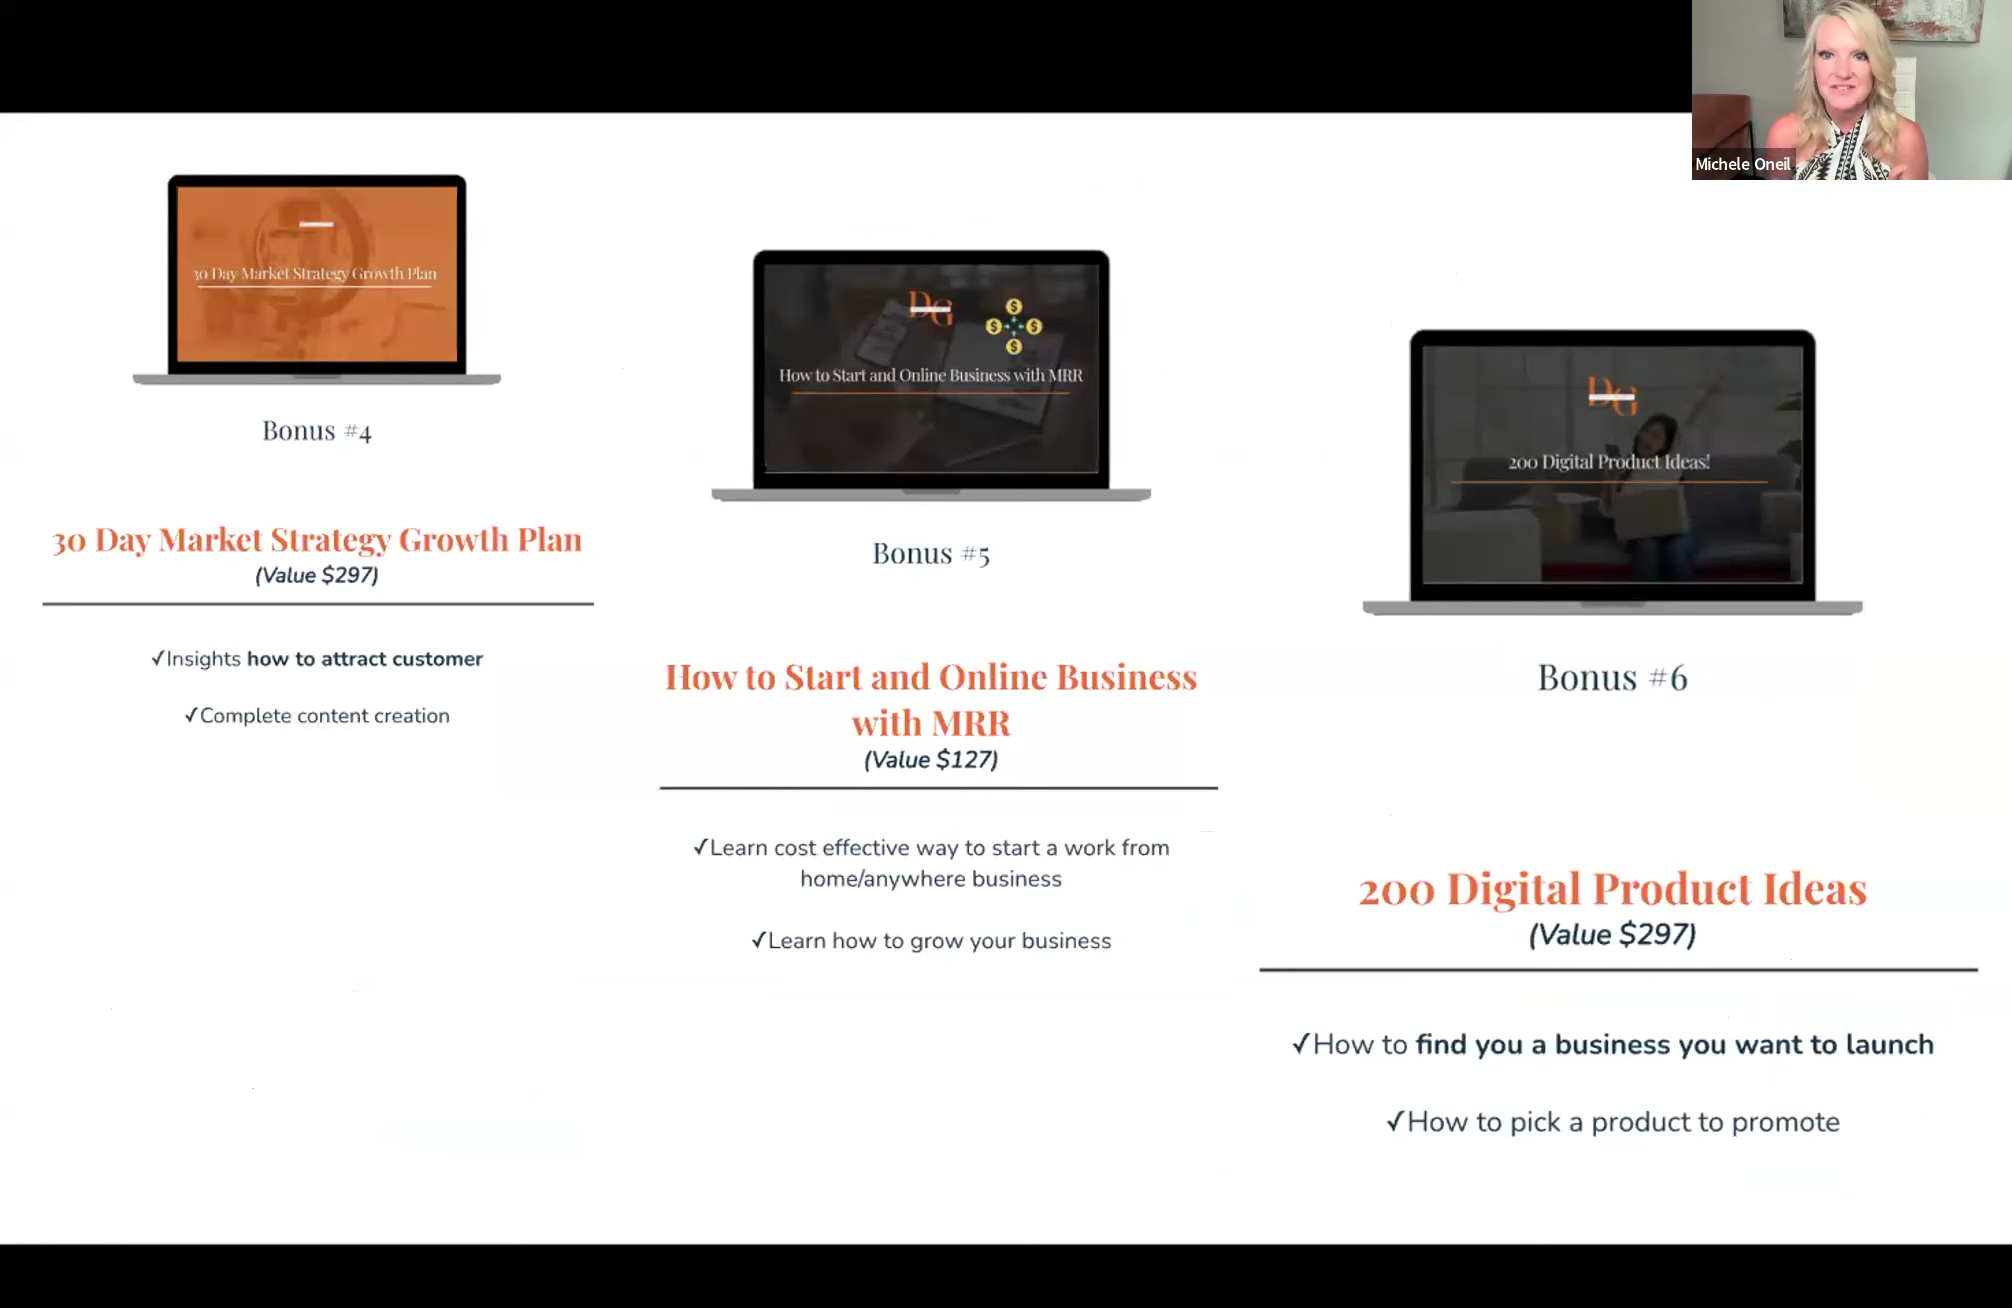 Michele Oneil
30 Day Market Strategy Growth Plan
Bonus #4
30 Day Market Strategy Growth Plan
(Value $297)
✓Insights how to attract customer
✓Complete content creation
DG
$
$ $
$
How to Start and Online Business with MRR
Bonus #5
How to Start and Online Business
with MRR
(Value $127)
✓Learn cost effective way to start a work from
home/anywhere business
✓Learn how to grow your business
DG
200 Digital Product Ideas!
Bonus #6
200 Digital Product Ideas
(Value $297)
✓How to find you a business you want to launch
✓How to pick a product to promote